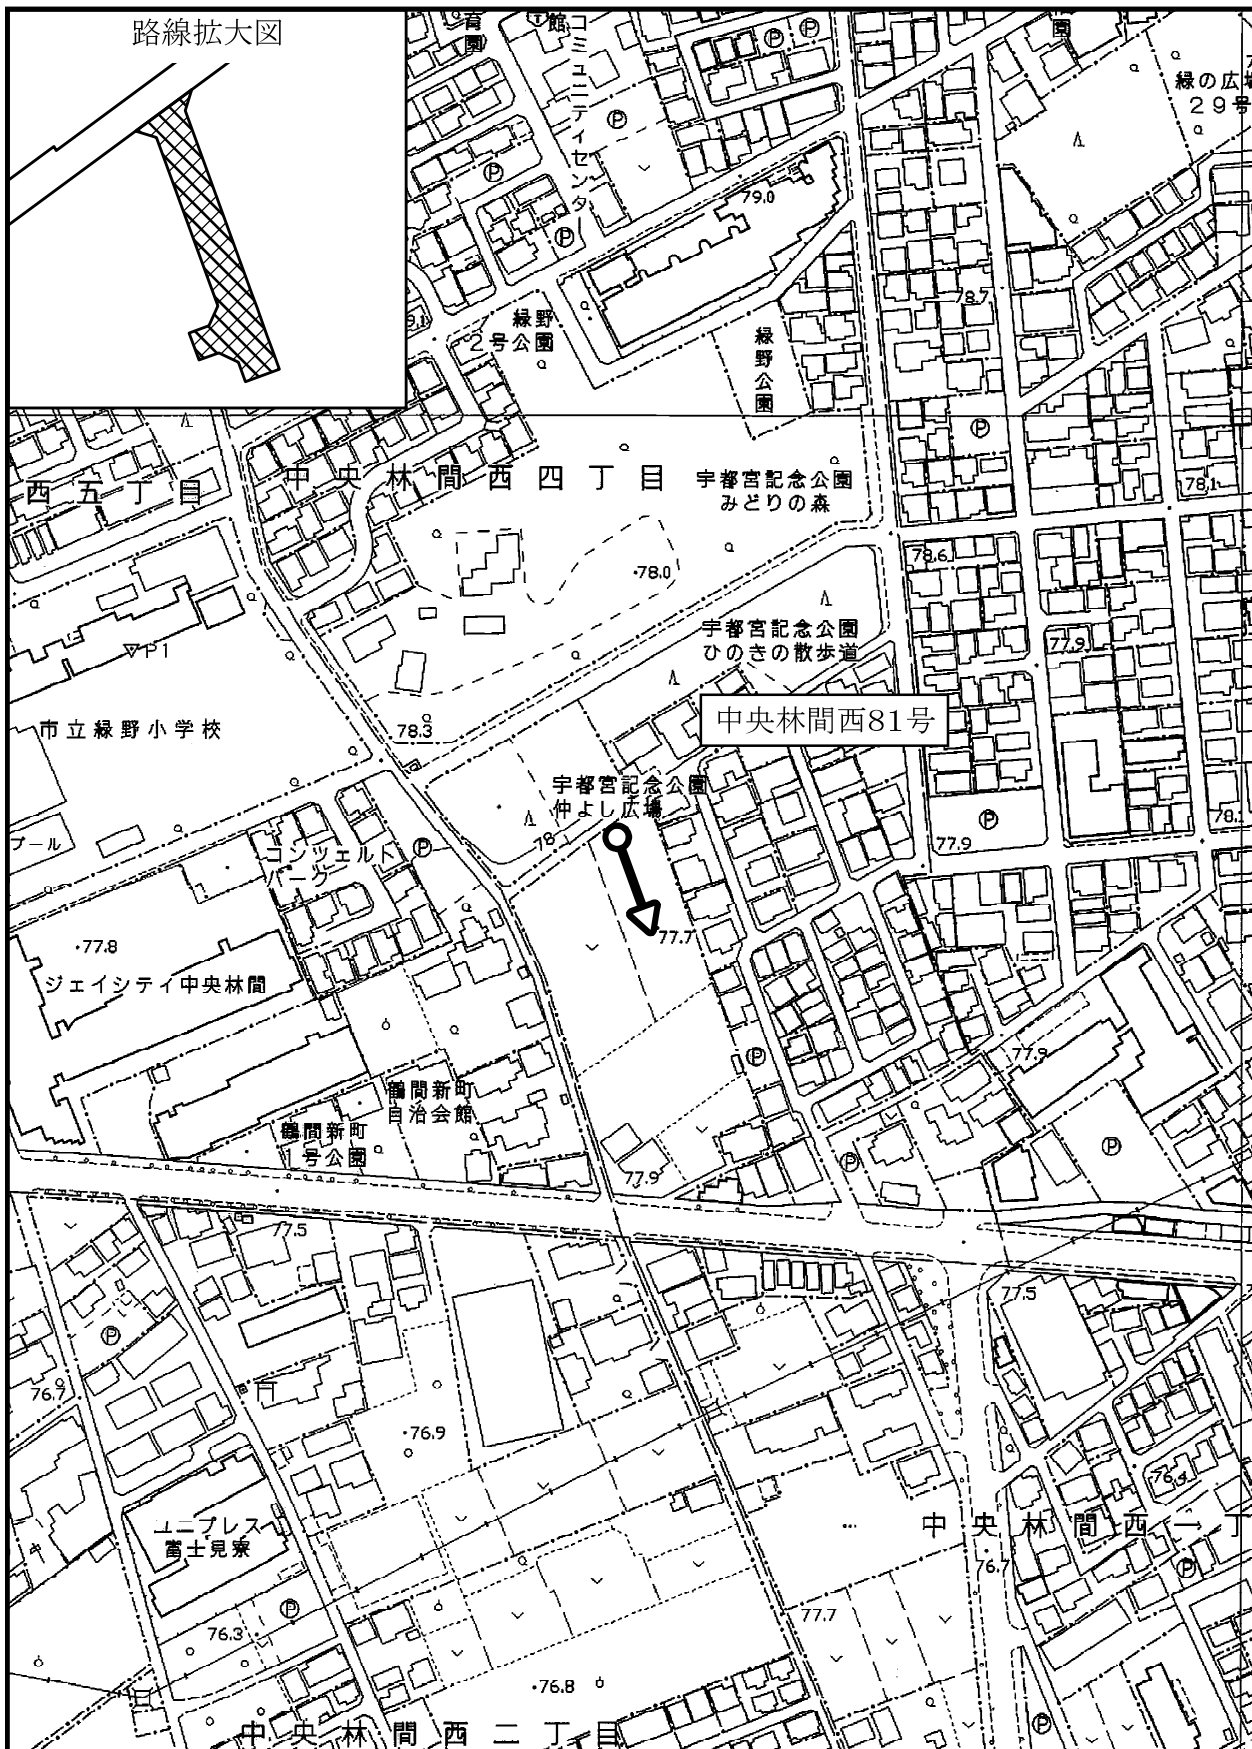 路線拡大図
育園
館
コミュニティセンター
園
緑の広場
29号
79.0
78.7
緑野
2号公園
緑野公園
西五丁目
中央林間西四丁目
宇都宮記念公園
みどりの森
78.1
78.0
78.6
宇都宮記念公園
ひのきの散歩道
77.9
P1
中央林間西81号
市立緑野小学校
78.3
宇都宮記念公園
仲よし広場
78
プール
コンツェルト
パーク
77.9
78.1
77.8
77.7
ジェイシティ中央林間
77.9
鶴間新町
自治会館
鶴間新町
1号公園
77.9
77.5
77.5
76.7
76.9
76.4
ユニプレス
富士見寮
中央林間西一丁
76.7
77.7
76.3
76.8
中央林間西二丁目